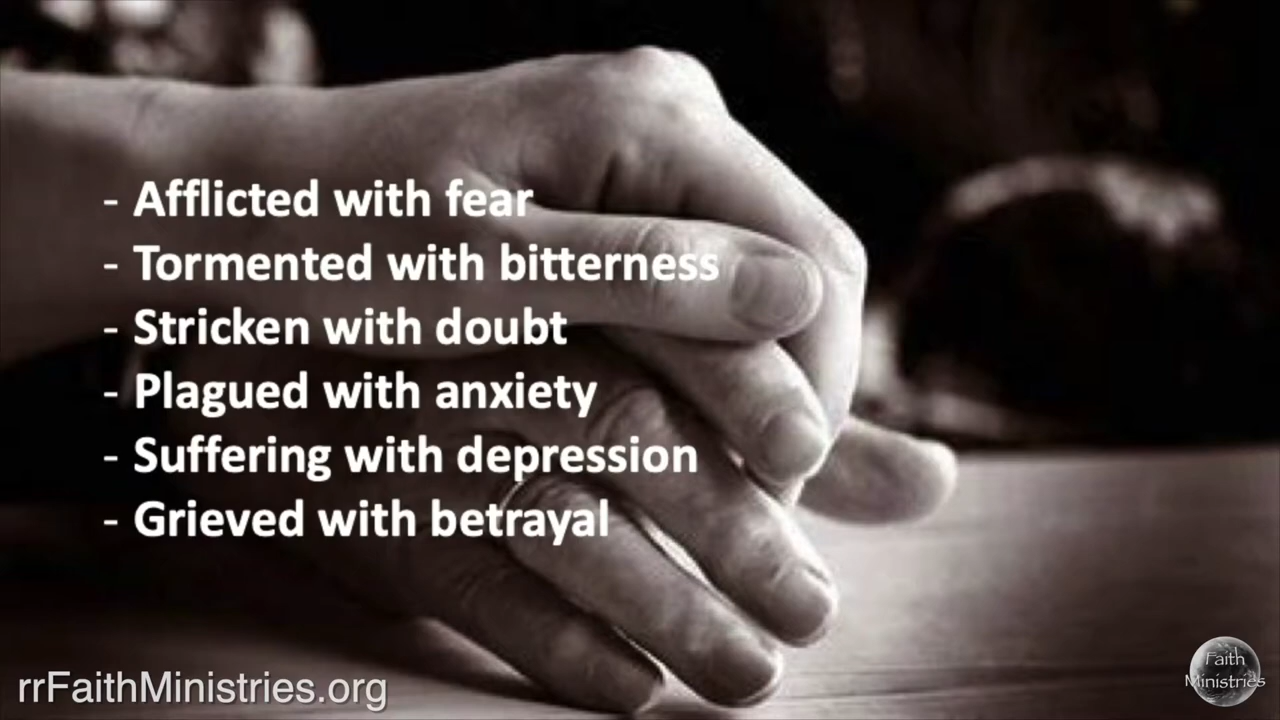 - Afflicted with fear
- Tormented with bitterness
- Stricken with doubt
- Plagued with anxiety
- Suffering with depression
- Grieved with betrayal
rrFaithMinistries.org
Faith
Ministries